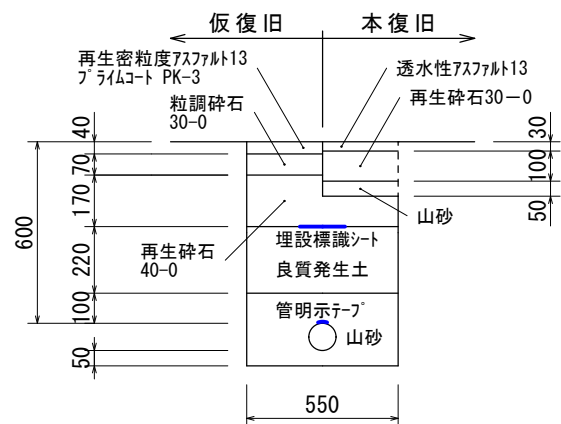 仮復旧
本復旧
再生密粒度アスファルト13
プライムコート PK-3
透水性アスファルト13
粒調砕石
30-0
再生砕石30－0
40
70
170
220
100
50
600
30
100
50
山砂
埋設標識シート
再生砕石
40-0
良質発生土
管明示テープ
山砂
550